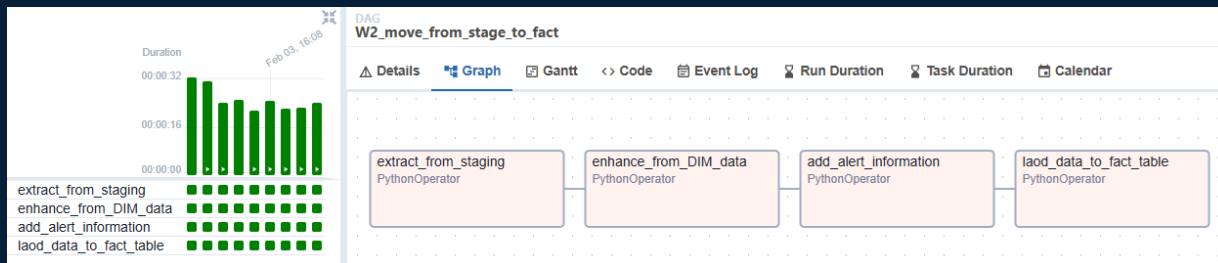 Duration
Feb 03, 16:08
00:00:32
00:00:16
00:00:00
extract_from_staging
enhance_from_DIM_data
add_alert_information
laod_data_to_fact_table
DAG
W2_move_from_stage_to_fact
Details Graph Gantt <> Code Event Log Run Duration Task Duration Calendar
extract_from_staging
PythonOperator
enhance_from_DIM_data
PythonOperator
add_alert_information
PythonOperator
laod_data_to_fact_table
PythonOperator